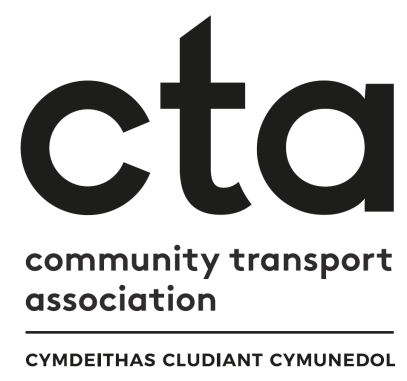 cta
community transport
association
CYMDEITHAS CLUDIANT CYMUNEDOL